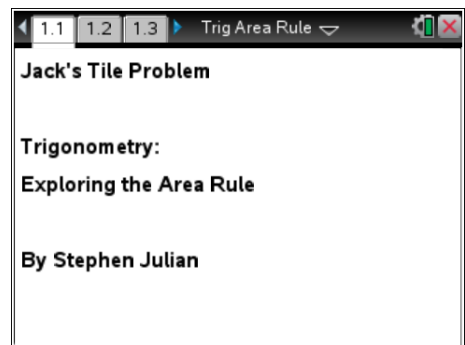 1.1 1.2 1.3 Trig Area Rule
Jack's Tile Problem
Trigonometry:
Exploring the Area Rule
By Stephen Julian